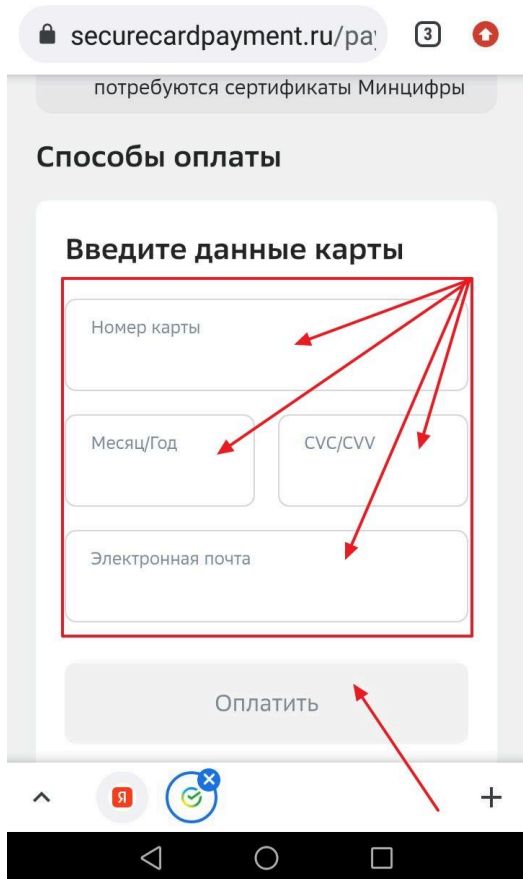 securecardpayment.ru/pay
3
потребуются сертификаты Минцифры
Способы оплаты
Введите данные карты
Номер карты
Месяц/Год
CVC/CVV
Электронная почта
Оплатить
Я